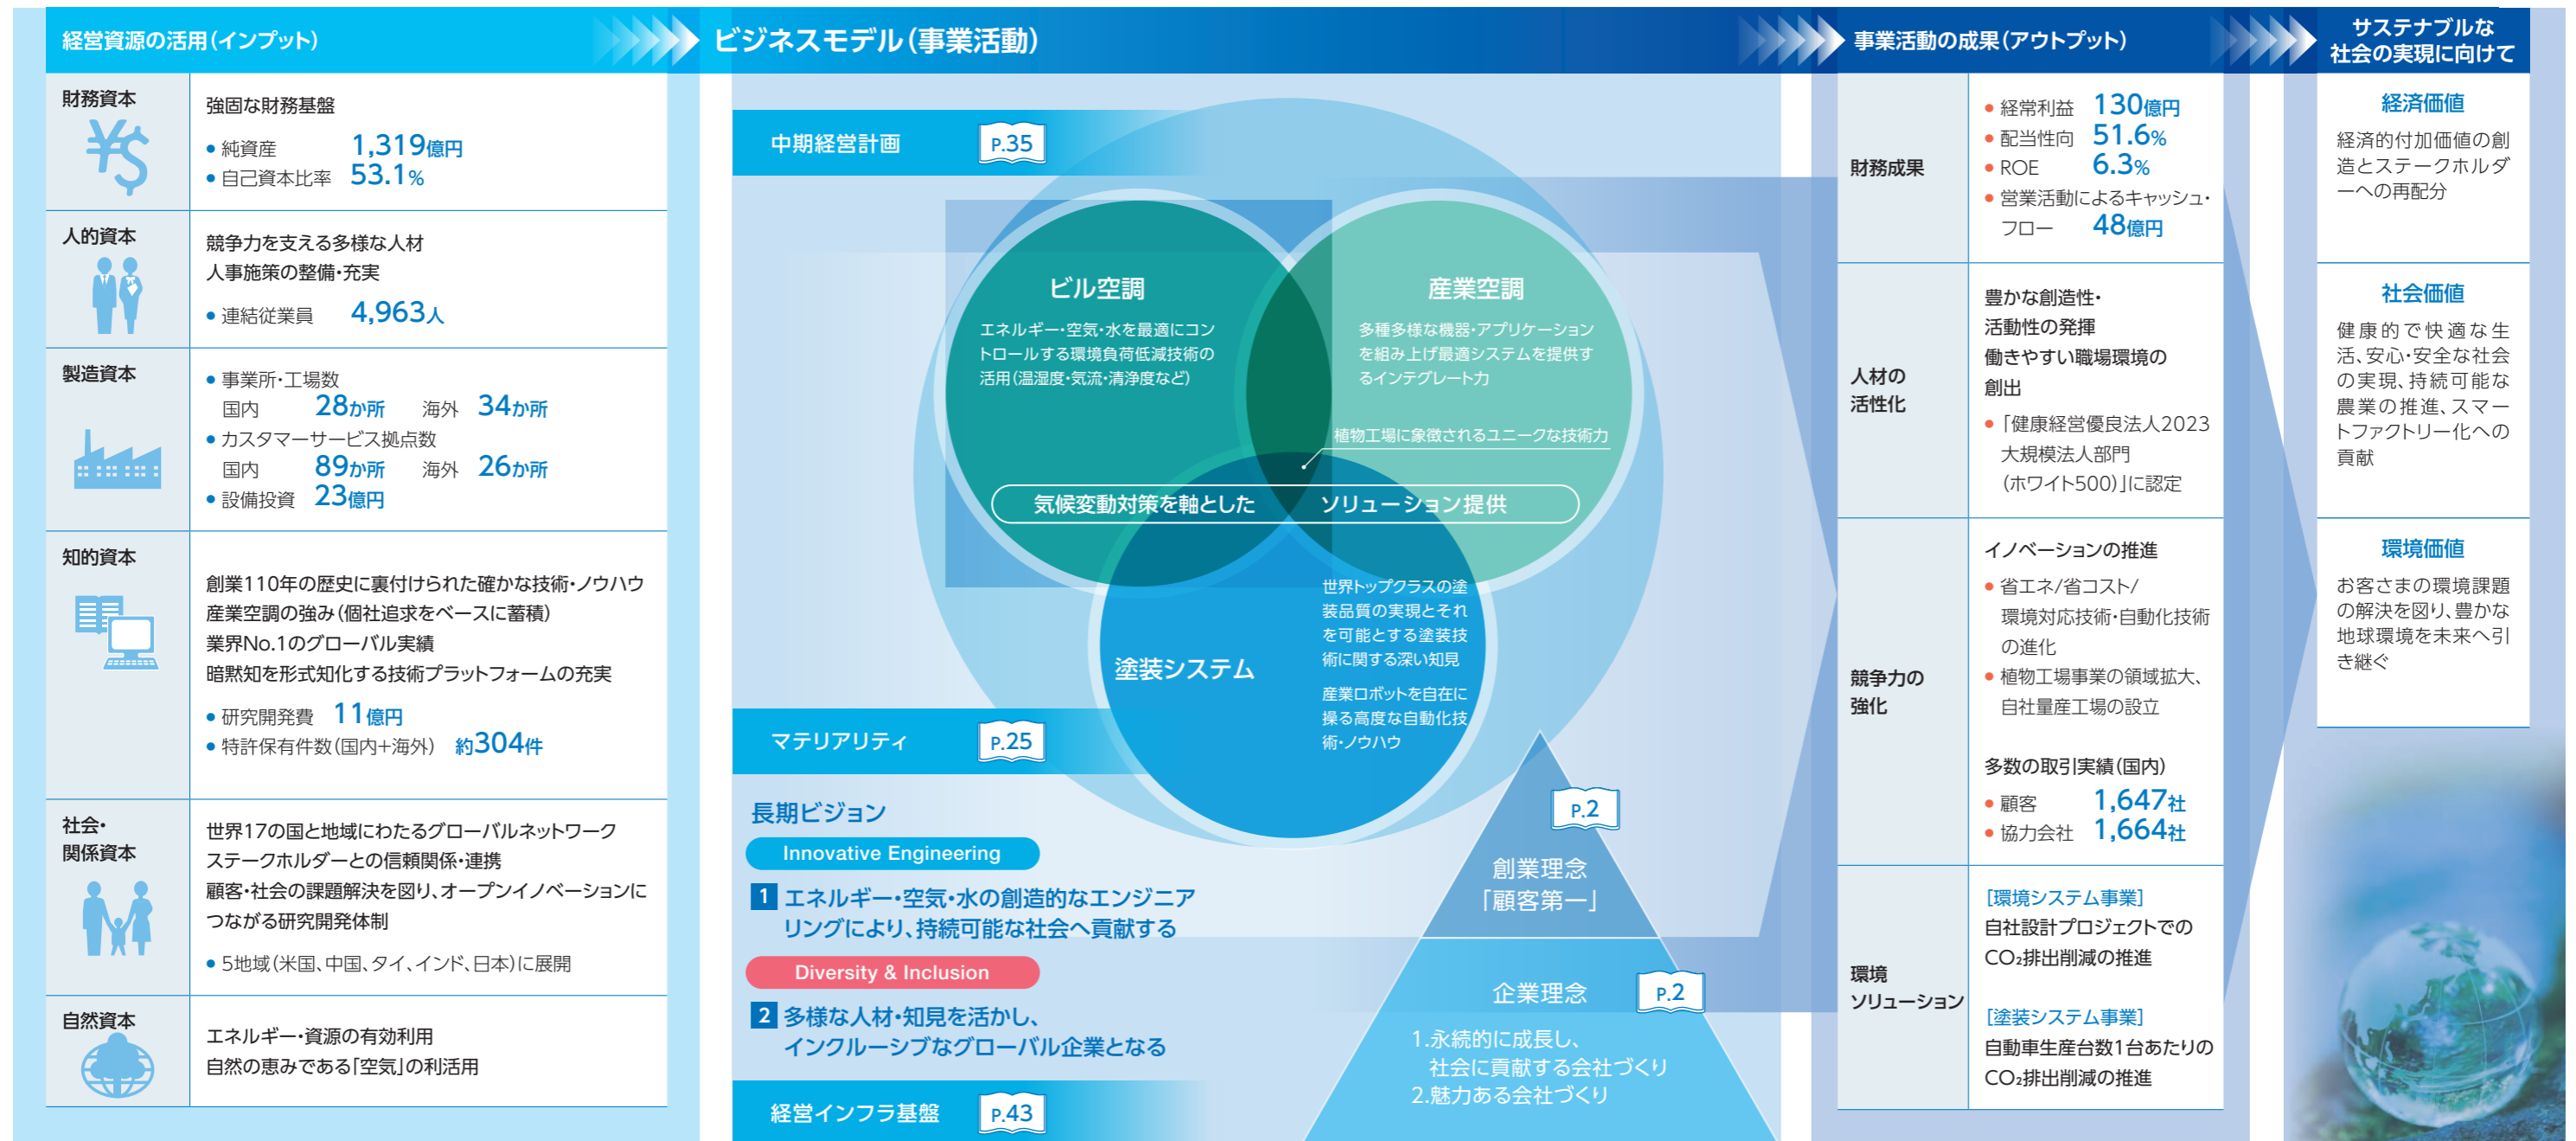 経営資源の活用(インプット)
ビジネスモデル(事業活動)
事業活動の成果(アウトプット)
サステナブルな
社会の実現に向けて
財務資本
強固な財務基盤
● 純資産 1,319億円
● 自己資本比率 53.1%
人的資本
競争力を支える多様な人材
人事施策の整備・充実
● 連結従業員 4,963人
製造資本
● 事業所・工場数
国内 28か所 海外 34か所
● カスタマーサービス拠点数
国内 89か所 海外 26か所
● 設備投資 23億円
知的資本
創業110年の歴史に裏付けられた確かな技術・ノウハウ
産業空調の強み(個社追求をベースに蓄積)
業界No.1のグローバル実績
暗黙知を形式知化する技術プラットフォームの充実
● 研究開発費 11億円
● 特許保有件数(国内+海外) 約304件
社会・
関係資本
世界17の国と地域にわたるグローバルネットワーク
ステークホルダーとの信頼関係・連携
顧客・社会の課題解決を図り、オープンイノベーションに
つながる研究開発体制
● 5地域(米国、中国、タイ、インド、日本)に展開
自然資本
エネルギー・資源の有効利用
自然の恵みである「空気」の利活用
中期経営計画 P.35
ビル空調
エネルギー・空気・水を最適にコン
トロールする環境負荷低減技術の
活用(温湿度・気流・清浄度など)
産業空調
多種多様な機器・アプリケーション
を組み上げ最適システムを提供す
るインテグレート力
植物工場に象徴されるユニークな技術力
気候変動対策を軸とした ソリューション提供
塗装システム
世界トップクラスの塗
装品質の実現とそれ
を可能とする塗装技
術に関する深い知見
産業ロボットを自在に
操る高度な自動化技
術・ノウハウ
マテリアリティ P.25
長期ビジョン
Innovative Engineering
1 エネルギー・空気・水の創造的なエンジニア
リングにより、持続可能な社会へ貢献する
Diversity & Inclusion
2 多様な人材・知見を活かし、
インクルーシブなグローバル企業となる
経営インフラ基盤 P.43
P.2
創業理念
「顧客第一」
企業理念 P.2
1.永続的に成長し、
社会に貢献する会社づくり
2.魅力ある会社づくり
財務成果
● 経常利益 130億円
● 配当性向 51.6%
● ROE 6.3%
● 営業活動によるキャッシュ・
フロー 48億円
人材の
活性化
豊かな創造性・
活動性の発揮
働きやすい職場環境の
創出
● 「健康経営優良法人2023
大規模法人部門
(ホワイト500)」に認定
競争力の
強化
イノベーションの推進
● 省エネ/省コスト/
環境対応技術・自動化技術
の進化
● 植物工場事業の領域拡大、
自社量産工場の設立
多数の取引実績(国内)
● 顧客 1,647社
● 協力会社 1,664社
環境
ソリューション
[環境システム事業]
自社設計プロジェクトでの
CO₂排出削減の推進
[塗装システム事業]
自動車生産台数1台あたりの
CO₂排出削減の推進
経済価値
経済的付加価値の創
造とステークホルダ
ーへの再配分
社会価値
健康的で快適な生
活、安心・安全な社会
の実現、持続可能な
農業の推進、スマー
トファクトリー化への
貢献
環境価値
お客さまの環境課題
の解決を図り、豊かな
地球環境を未来へ引
き継ぐ